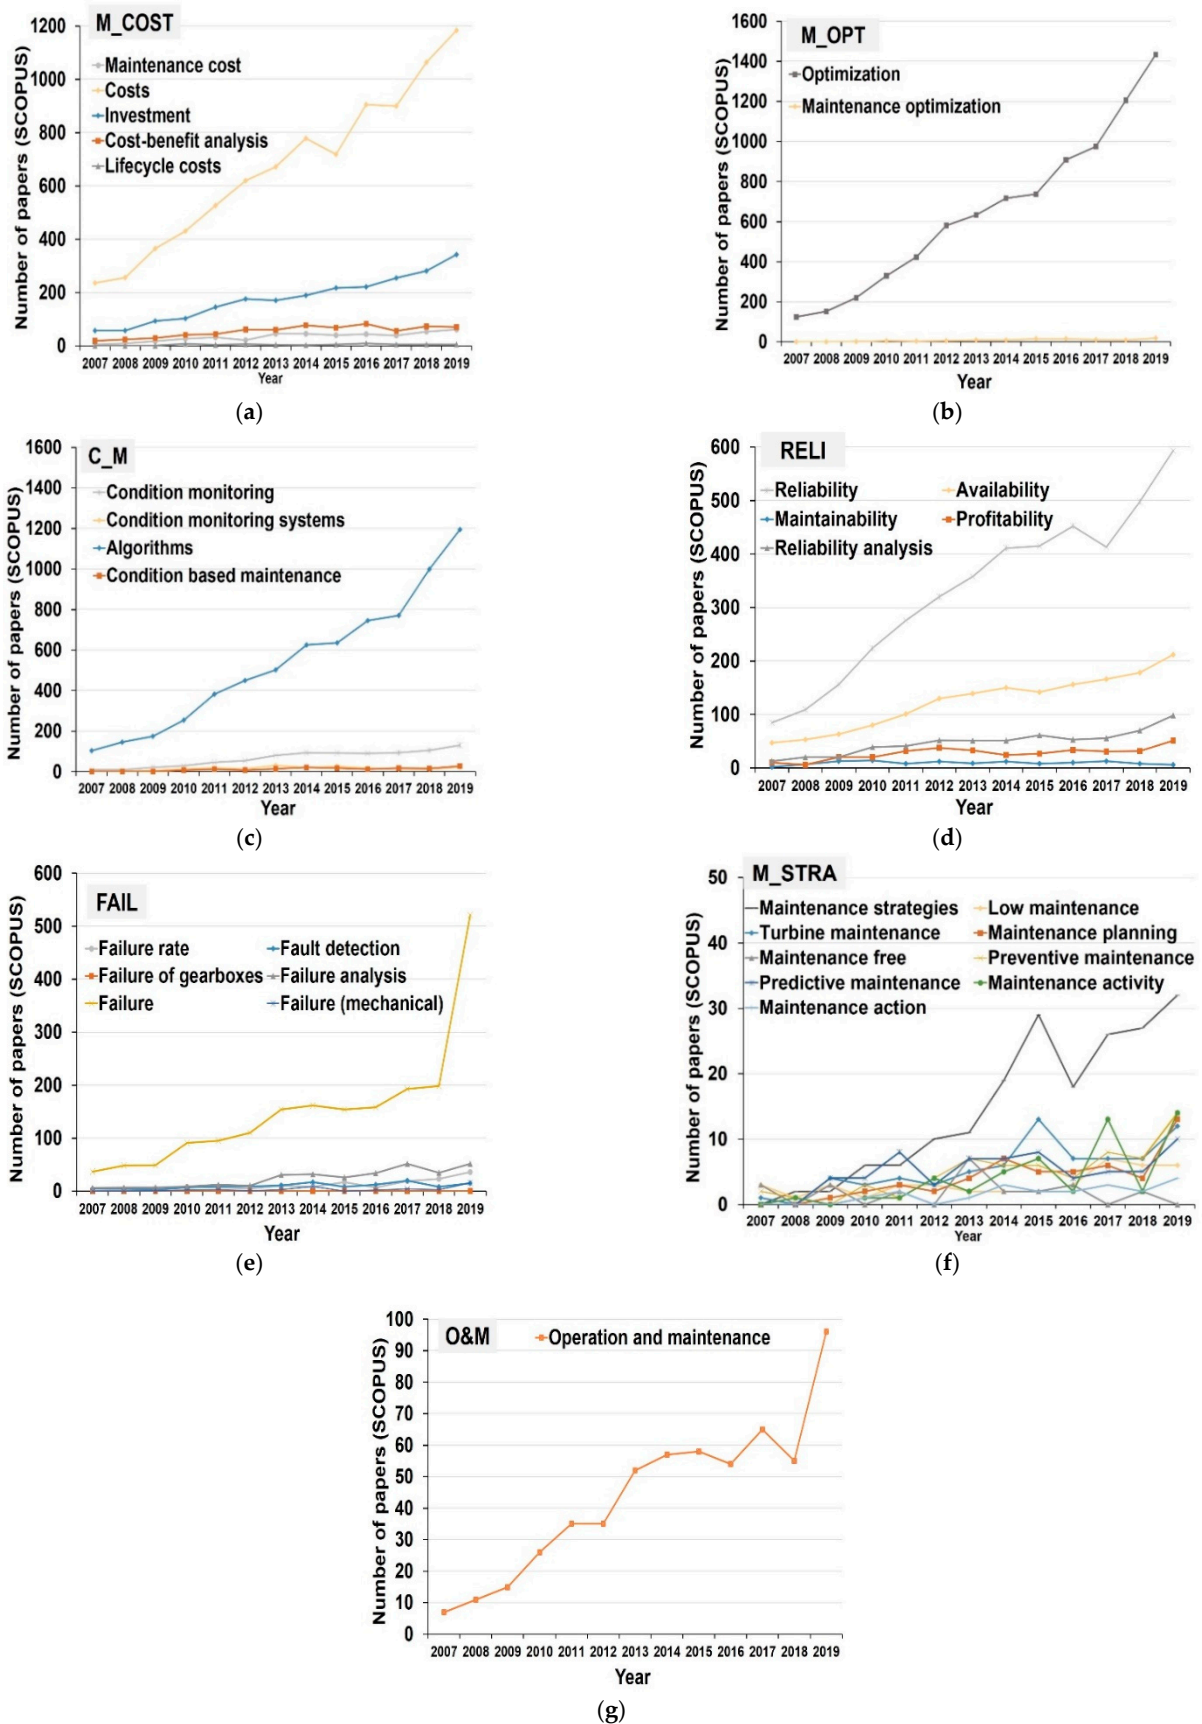 M_COST
Maintenance cost
Costs
Investment
Cost-benefit analysis
Lifecycle costs
Number of papers (SCOPUS)
1200
1000
800
600
400
200
0
2007 2008 2009 2010 2011 2012 2013 2014 2015 2016 2017 2018 2019
Year
(a)
M_OPT
Optimization
Maintenance optimization
Number of papers (SCOPUS)
1600
1400
1200
1000
800
600
400
200
0
2007 2008 2009 2010 2011 2012 2013 2014 2015 2016 2017 2018 2019
Year
(b)
C_M
Condition monitoring
Condition monitoring systems
Algorithms
Condition based maintenance
Number of papers (SCOPUS)
1600
1400
1200
1000
800
600
400
200
0
2007 2008 2009 2010 2011 2012 2013 2014 2015 2016 2017 2018 2019
Year
(c)
RELI
Reliability Availability
Maintainability Profitability
Reliability analysis
Number of papers (SCOPUS)
600
500
400
300
200
100
0
2007 2008 2009 2010 2011 2012 2013 2014 2015 2016 2017 2018 2019
Year
(d)
FAIL
Failure rate Fault detection
Failure of gearboxes Failure analysis
Failure Failure (mechanical)
Number of papers (SCOPUS)
600
500
400
300
200
100
0
2007 2008 2009 2010 2011 2012 2013 2014 2015 2016 2017 2018 2019
Year
(e)
M_STRA
Maintenance strategies Low maintenance
Turbine maintenance Maintenance planning
Maintenance free Preventive maintenance
Predictive maintenance Maintenance activity
Maintenance action
Number of papers (SCOPUS)
50
40
30
20
10
0
2007 2008 2009 2010 2011 2012 2013 2014 2015 2016 2017 2018 2019
Year
(f)
O&M
Operation and maintenance
Number of papers (SCOPUS)
100
90
80
70
60
50
40
30
20
10
0
2007 2008 2009 2010 2011 2012 2013 2014 2015 2016 2017 2018 2019
Year
(g)